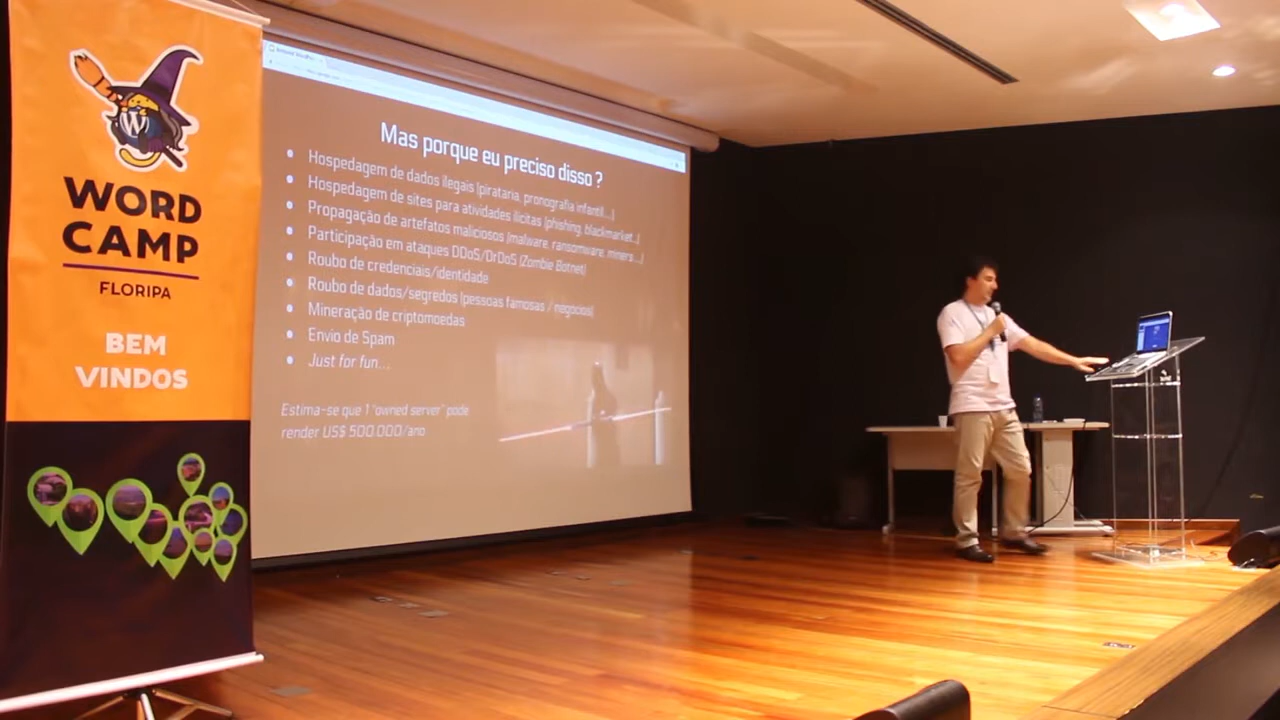 WORD
CAMP
FLORIPA
BEM
VINDOS
Mas porque eu preciso disso ?
Hospedagem de dados ilegais (pirataria, pronografia infantil...)
Hospedagem de sites para atividades ilícitas (phishing, blackmarket..)
Propagação de artefatos maliciosos (malware, ransomware, miners ...)
Participação em ataques DDoS/DrDoS (Zombie Botnet)
Roubo de credenciais/identidade
Roubo de dados/segredos (pessoas famosas / negócios)
Mineração de criptomoedas
Envio de Spam
Just for fun...
Estima-se que 1 "owned server" pode
render US$ 500.000/ano